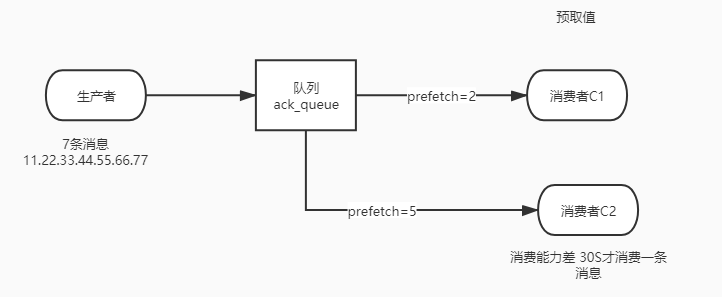 预取值
生产者
队列
ack_queue
prefetch=2
消费者C1
7条消息
11.22.33.44.55.66.77
prefetch=5
消费者C2
消费能力差 30S才消费一条
消息